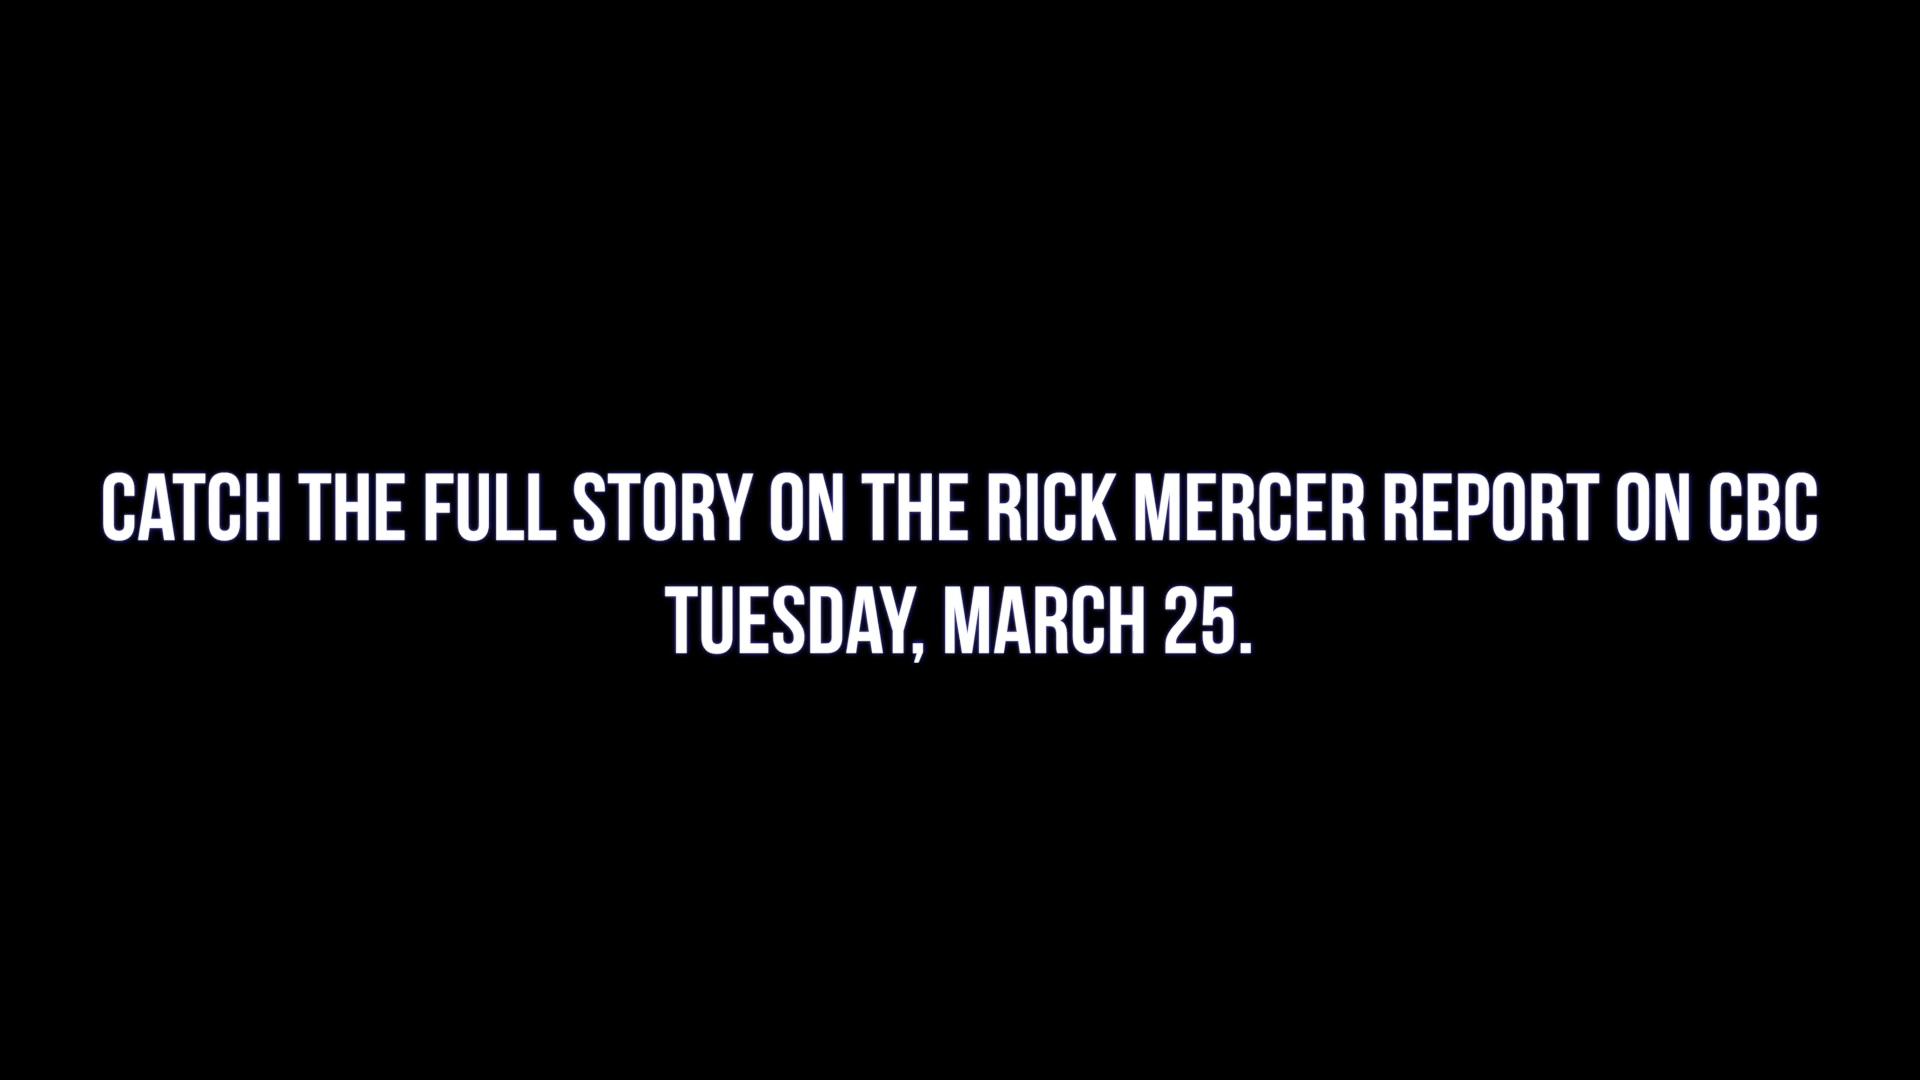 CATCH THE FULL STORY ON THE RICK MERCER REPORT ON CBC
TUESDAY, MARCH 25.